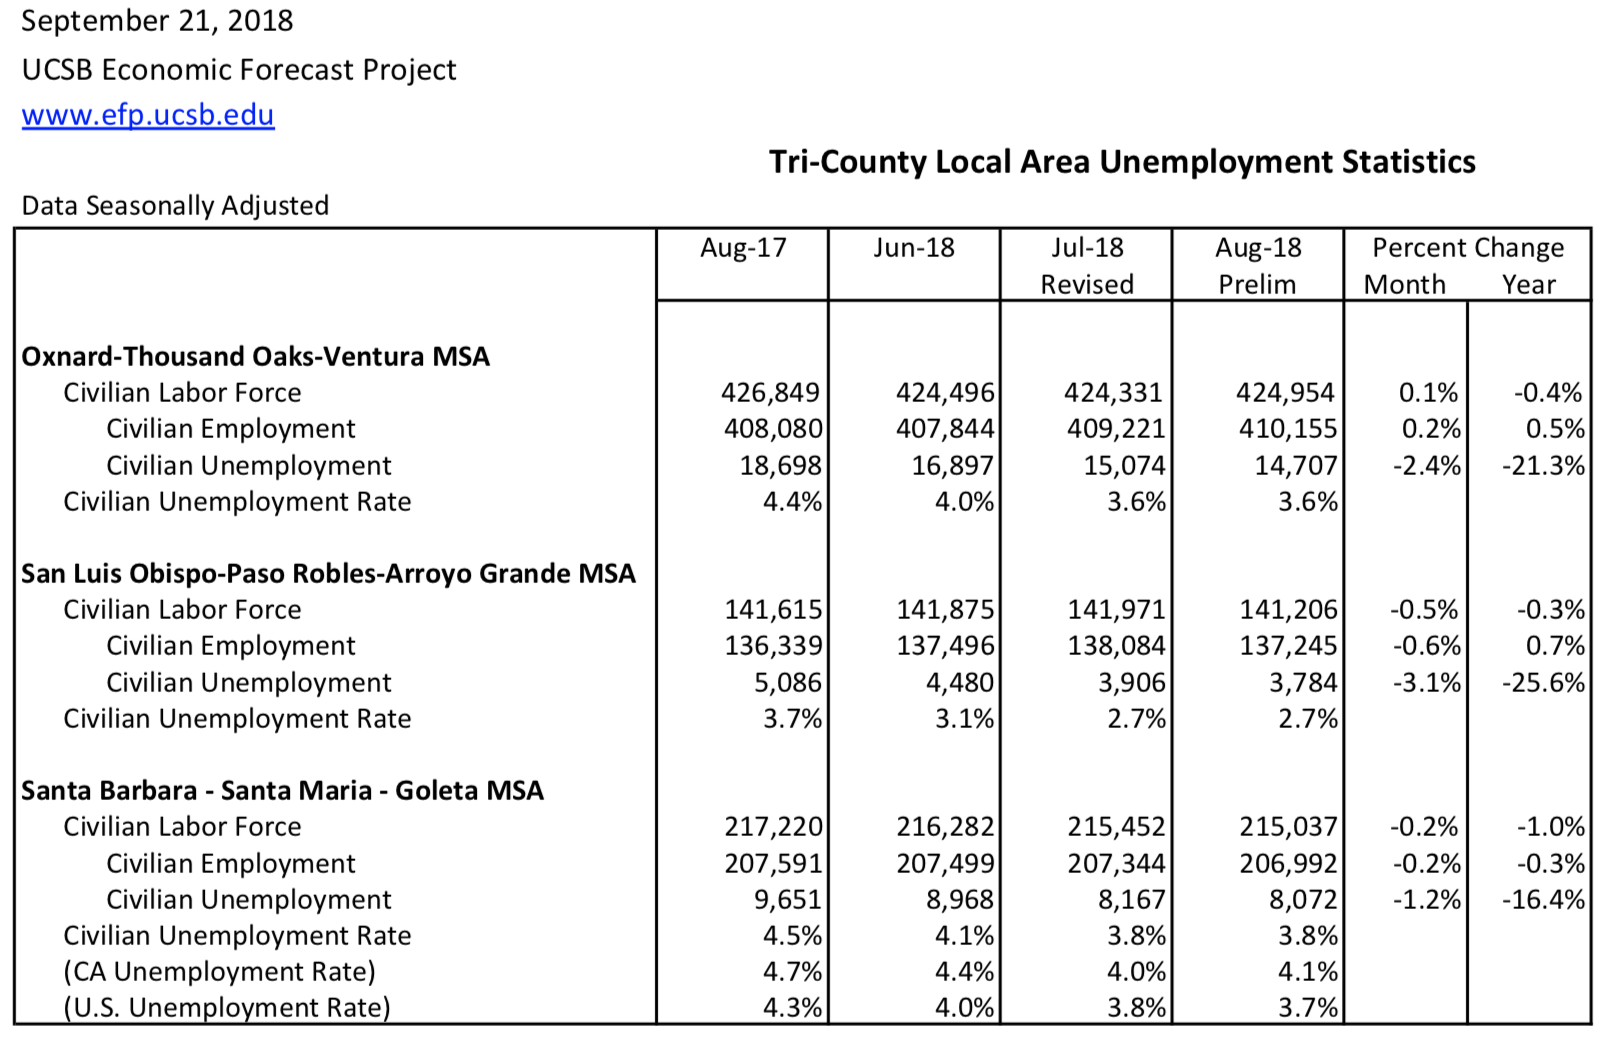 September 21, 2018
UCSB Economic Forecast Project
www.efp.ucsb.edu
Tri-County Local Area Unemployment Statistics
Data Seasonally Adjusted
Aug-17 Jun-18 Jul-18 Aug-18 Percent Change
Revised Prelim Month Year
Oxnard-Thousand Oaks-Ventura MSA
Civilian Labor Force 426,849 424,496 424,331 424,954 0.1% -0.4%
Civilian Employment 408,080 407,844 409,221 410,155 0.2% 0.5%
Civilian Unemployment 18,698 16,897 15,074 14,707 -2.4% -21.3%
Civilian Unemployment Rate 4.4% 4.0% 3.6% 3.6%
San Luis Obispo-Paso Robles-Arroyo Grande MSA
Civilian Labor Force 141,615 141,875 141,971 141,206 -0.5% -0.3%
Civilian Employment 136,339 137,496 138,084 137,245 -0.6% 0.7%
Civilian Unemployment 5,086 4,480 3,906 3,784 -3.1% -25.6%
Civilian Unemployment Rate 3.7% 3.1% 2.7% 2.7%
Santa Barbara - Santa Maria - Goleta MSA
Civilian Labor Force 217,220 216,282 215,452 215,037 -0.2% -1.0%
Civilian Employment 207,591 207,499 207,344 206,992 -0.2% -0.3%
Civilian Unemployment 9,651 8,968 8,167 8,072 -1.2% -16.4%
Civilian Unemployment Rate 4.5% 4.1% 3.8% 3.8%
(CA Unemployment Rate) 4.7% 4.4% 4.0% 4.1%
(U.S. Unemployment Rate) 4.3% 4.0% 3.8% 3.7%